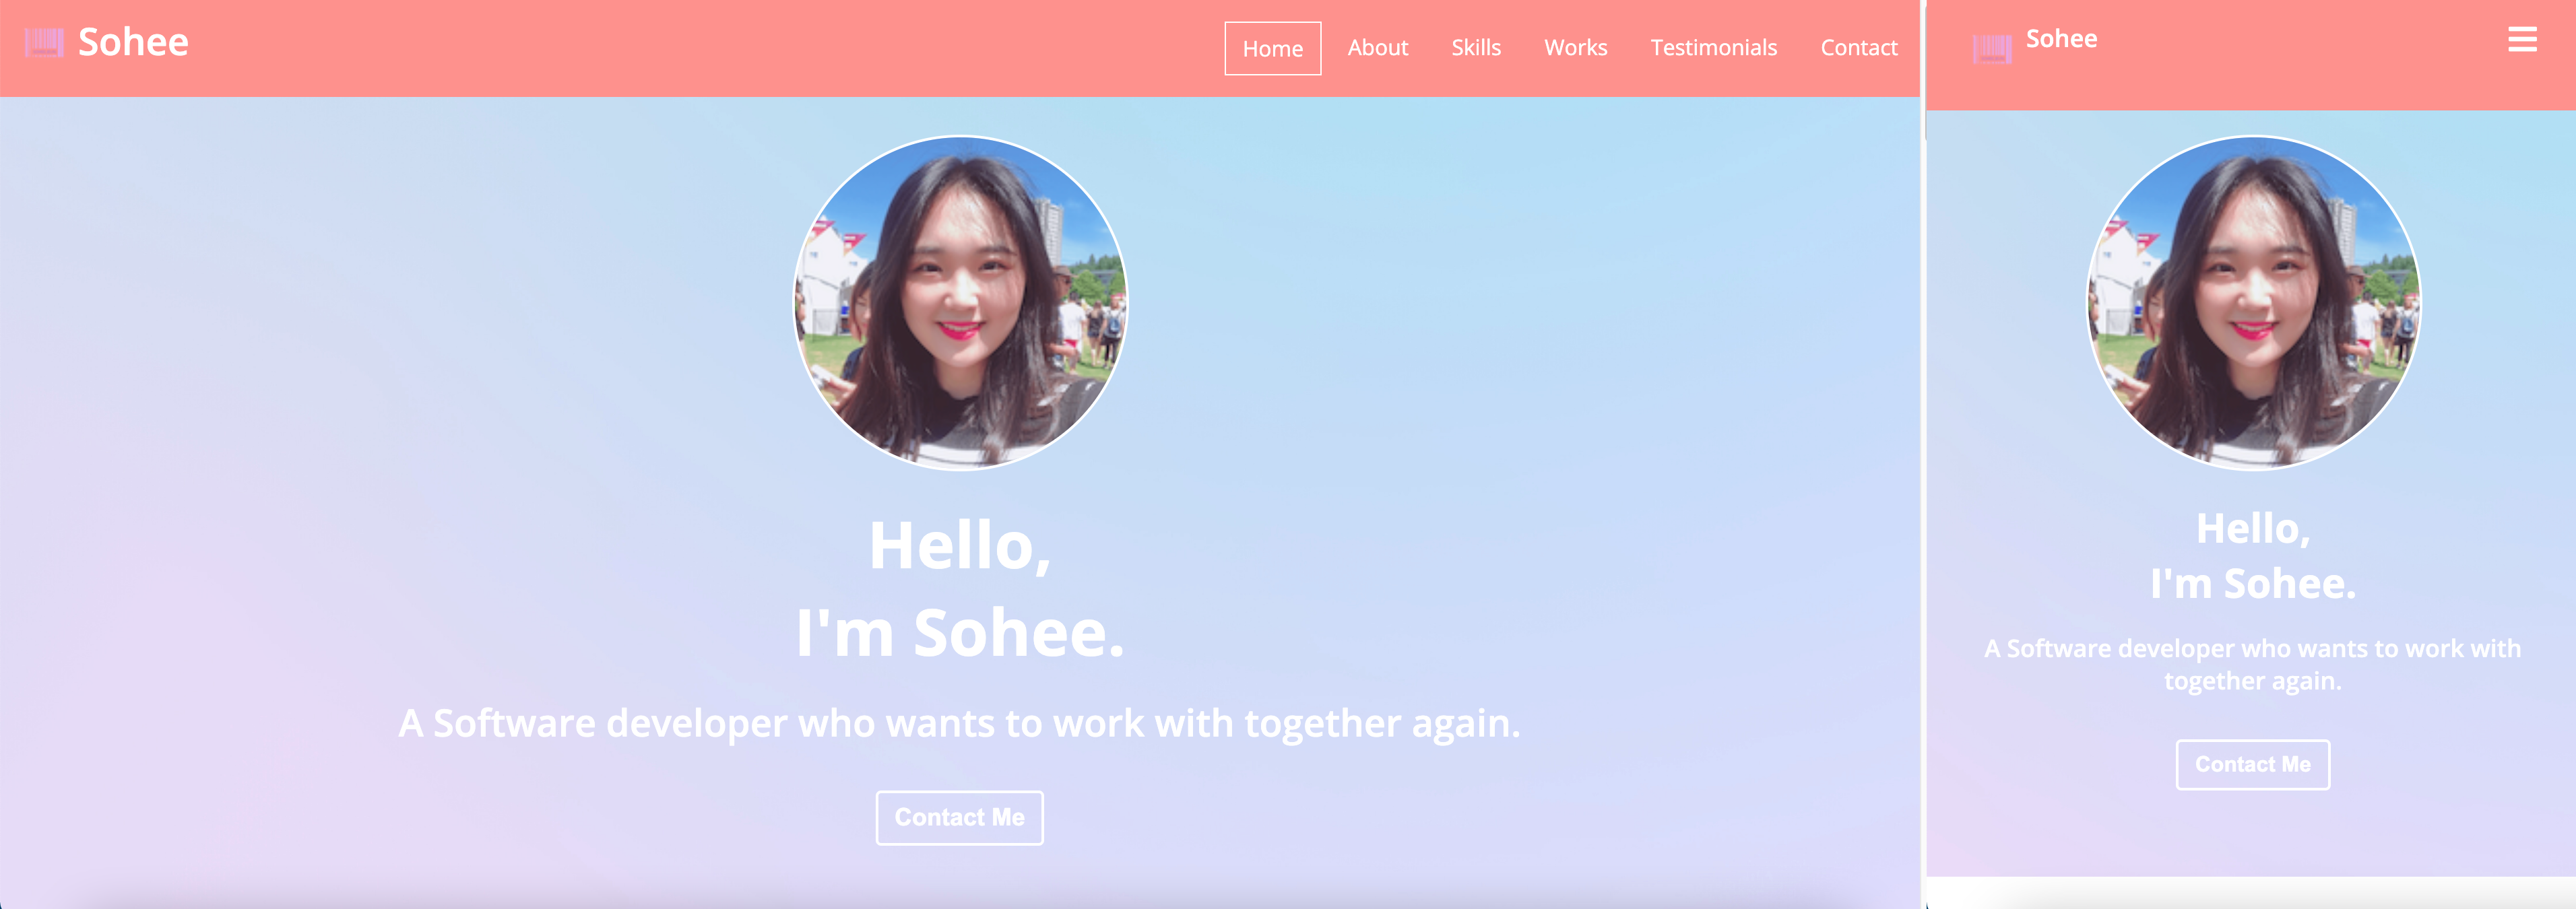 Sohee
Home
About
Skills
Works
Testimonials
Contact
Hello,
I'm Sohee.
A Software developer who wants to work with together again.
Contact Me
Sohee
Hello,
I'm Sohee.
A Software developer who wants to work with
together again.
Contact Me